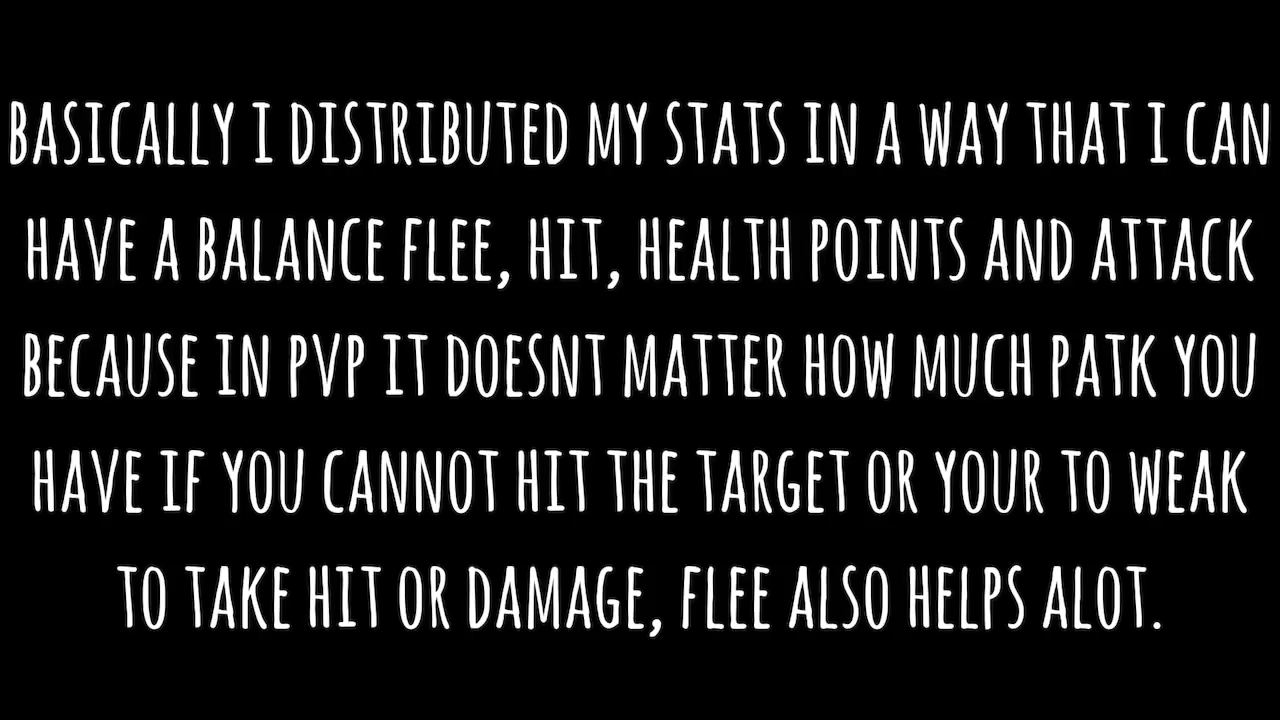 BASICALLY I DISTRIBUTED MY STATS IN A WAY THAT I CAN
HAVE A BALANCE FLEE, HIT, HEALTH POINTS AND ATTACK
BECAUSE IN PVP IT DOESNT MATTER HOW MUCH PATK YOU
HAVE IF YOU CANNOT HIT THE TARGET OR YOUR TO WEAK
TO TAKE HIT OR DAMAGE, FLEE ALSO HELPS ALOT.